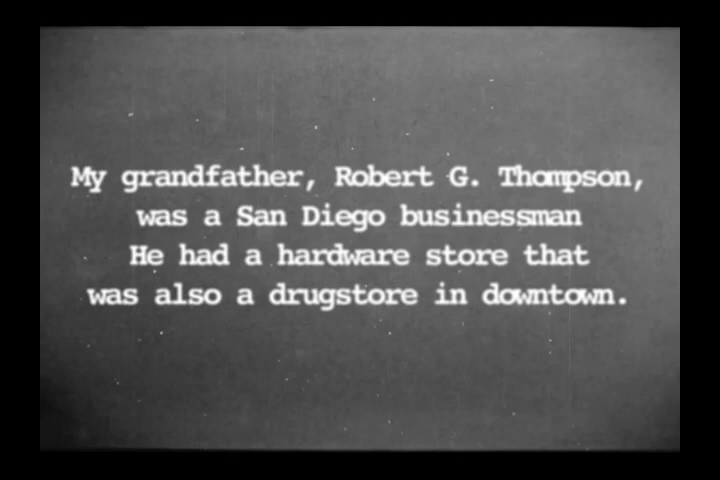 My grandfather, Robert G. Thompson,
was a San Diego businessman
He had a hardware store that
was also a drugstore in downtown.